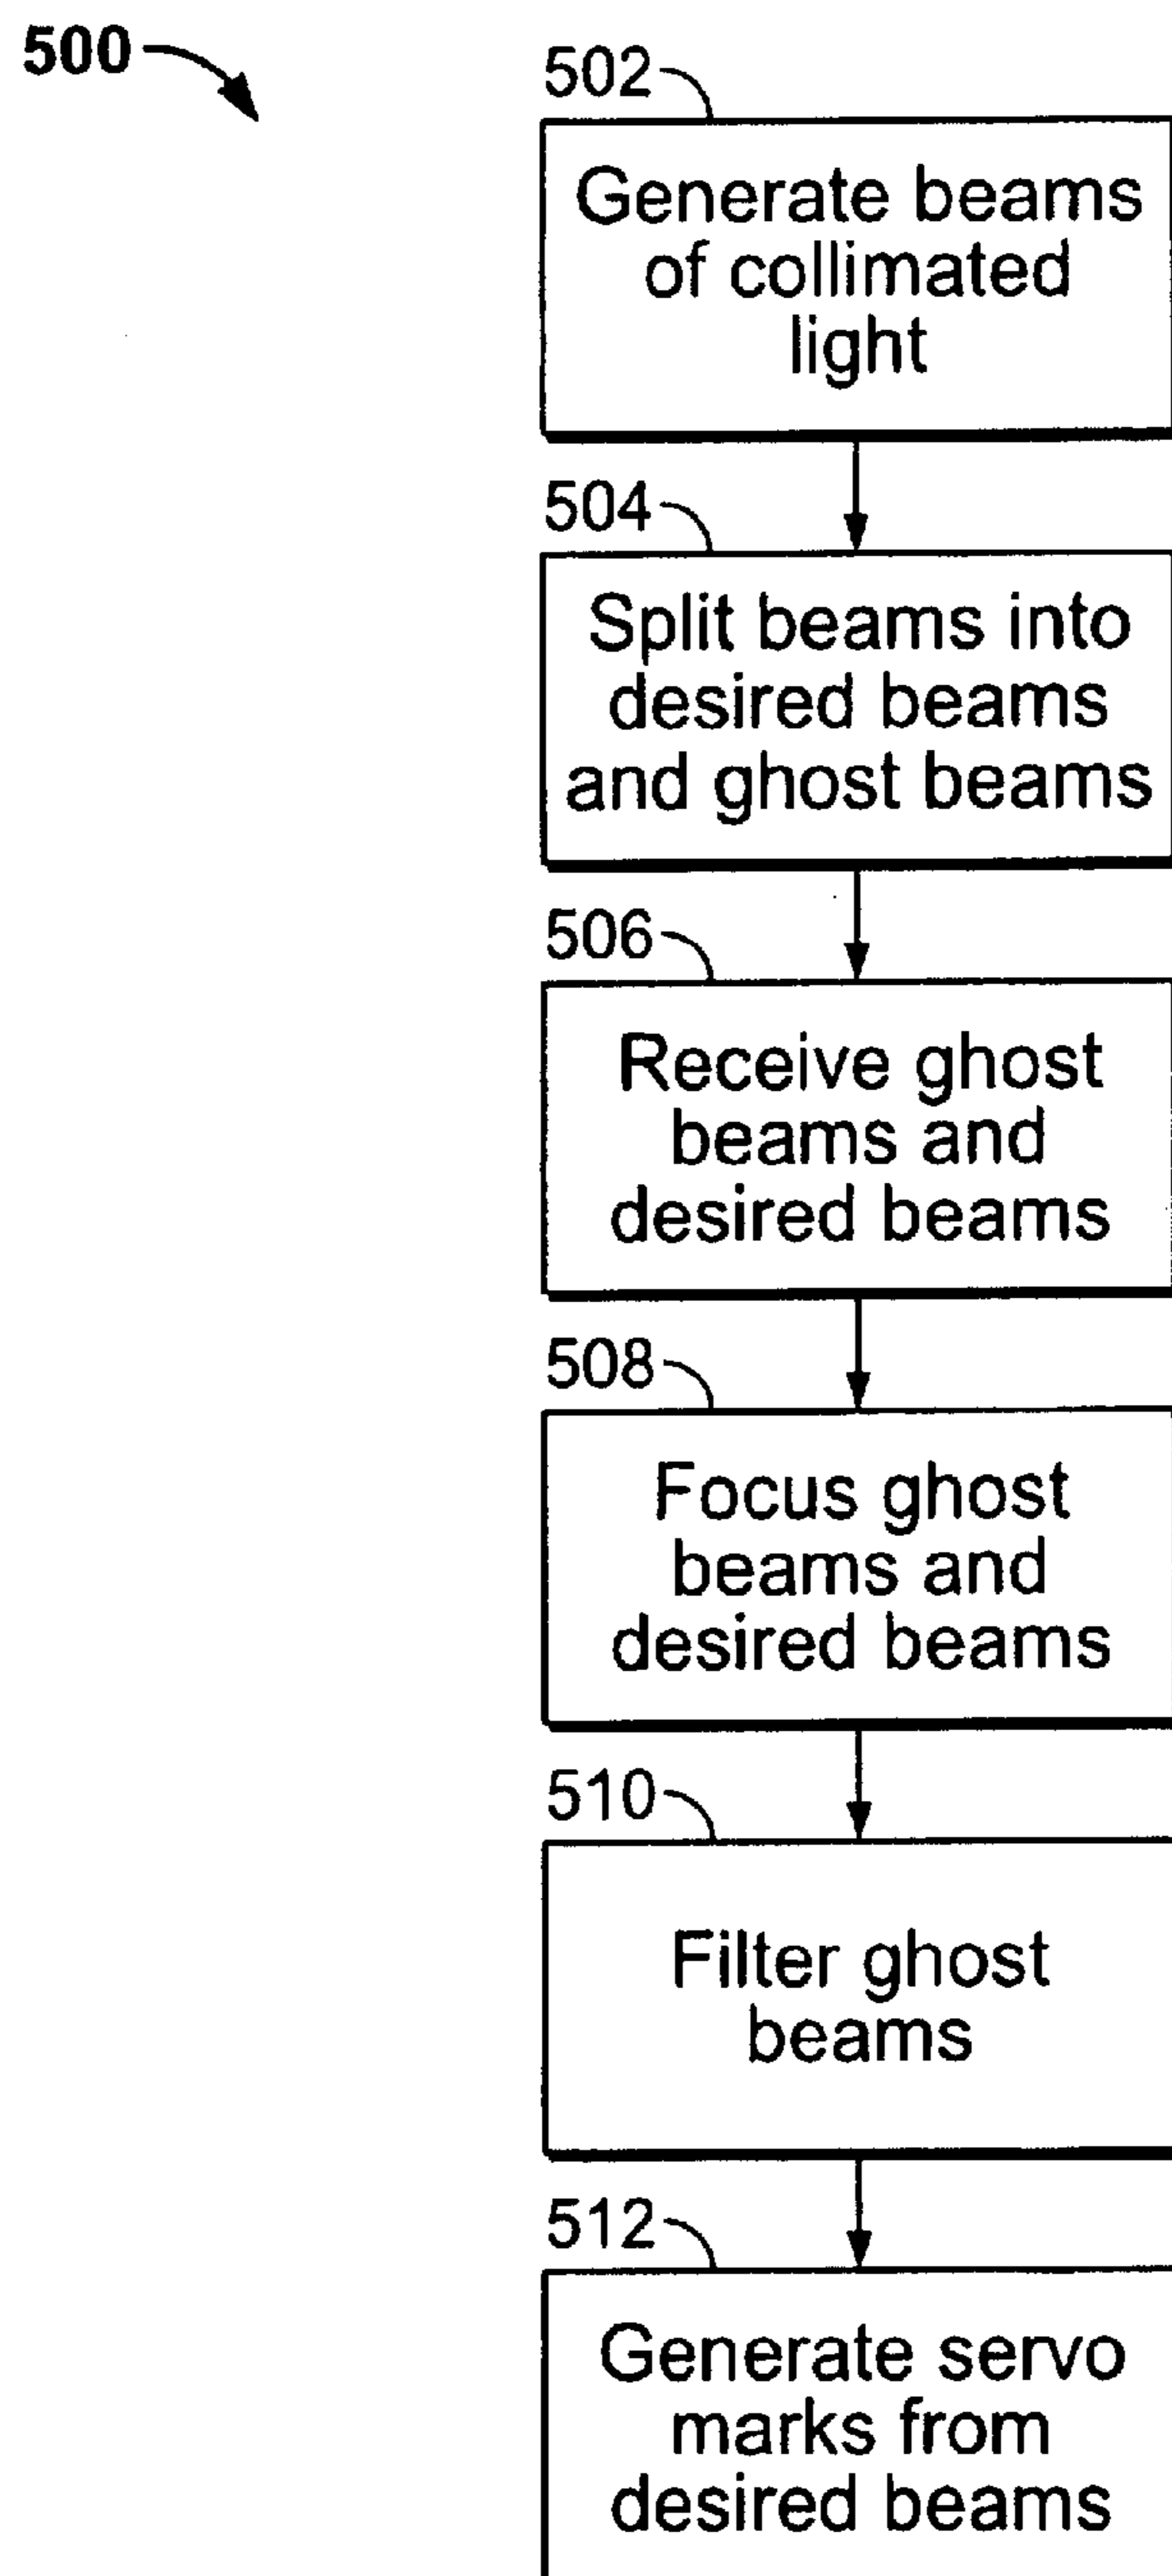 500
502
Generate beams
of collimated
light
504
Split beams into
desired beams
and ghost beams
506
Receive ghost
beams and
desired beams
508
Focus ghost
beams and
desired beams
510
Filter ghost
beams
512
Generate servo
marks from
desired beams